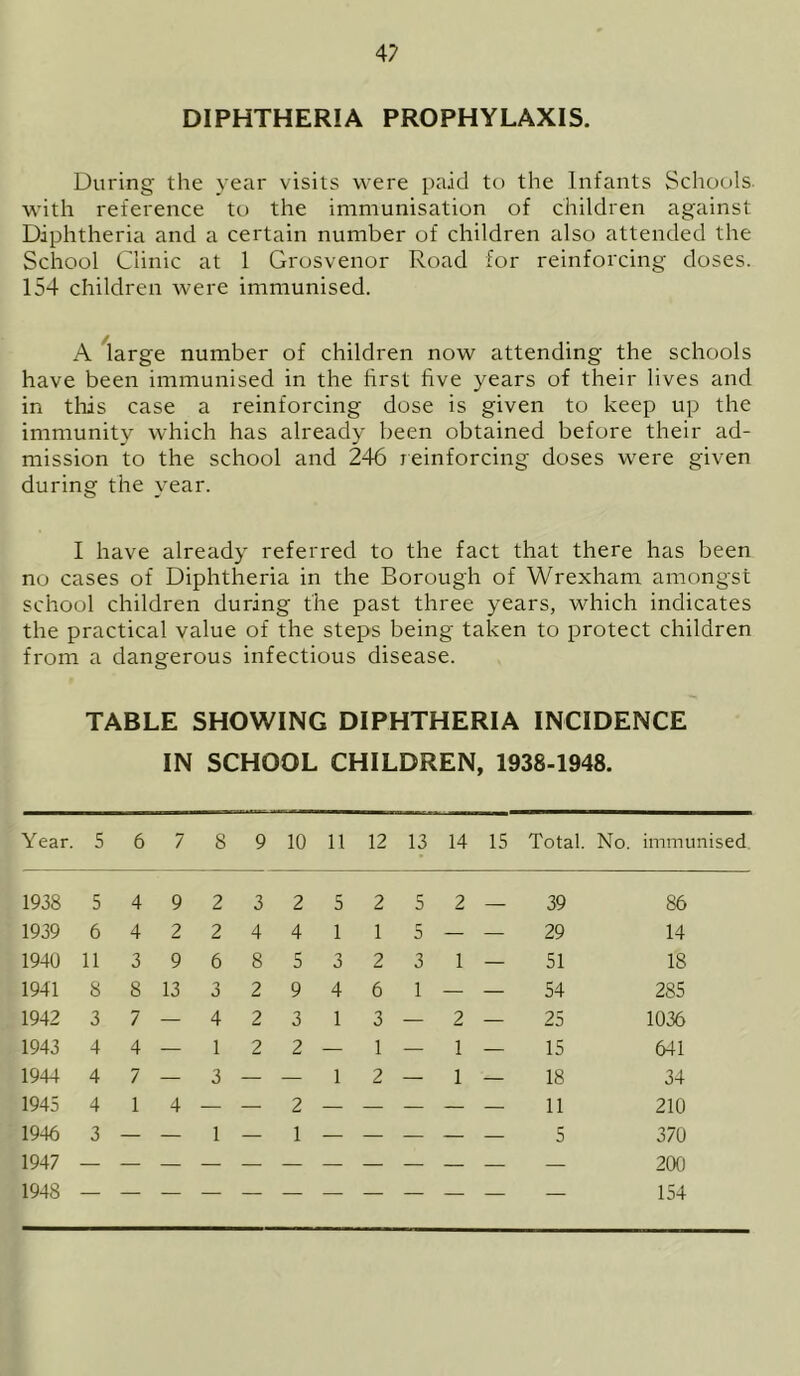 47
DIPHTHERIA PROPHYLAXIS.
During the year visits were paid to the Infants Schools
with reference to the immunisation of children against
Diphtheria and a certain number of children also attended the
School Clinic at 1 Grosvenor Road for reinforcing doses.
154 children were immunised.
A large number of children now attending the schools
have been immunised in the first five years of their lives and
in this case a reinforcing dose is given to keep up the
immunity which has already been obtained before their ad-
mission to the school and 246 reinforcing doses were given
during the year.
I have already referred to the fact that there has been
no cases of Diphtheria in the Borough of Wrexham amongst
school children during the past three years, which indicates
the practical value of the steps being taken to protect children
from a dangerous infectious disease.
TABLE SHOWING DIPHTHERIA INCIDENCE
IN SCHOOL CHILDREN, 1938-1948.
Year. 5 6 7 8 9 10 11 12 13 14 15 Total. No. immunised.
1938 5 4 9 2 3 2 5 2 5 2 — 39 86
1939 6 4 2 2 4 4 1 1 5 — — 29 14
1940 11 3 9 6 8 5 3 2 3 1 — 51 18
1941 8 8 13 3 2 9 4 6 1 — — 54 285
1942 3 7 — 4 2 3 1 3 — 2 — 25 1036
1943 4 4 — 1 2 2 — 1 — 1 — 15 641
1944 4 7 — 3 — — 1 2 — 1 — 18 34
1945 4 1 4 — — 2 — — — — — 11 210
1946 3 — — 1 — 1 — — — — — 5 370
1947 — — — — — — — — — — — — 200
1948 — — — — — — — — — — — — 154